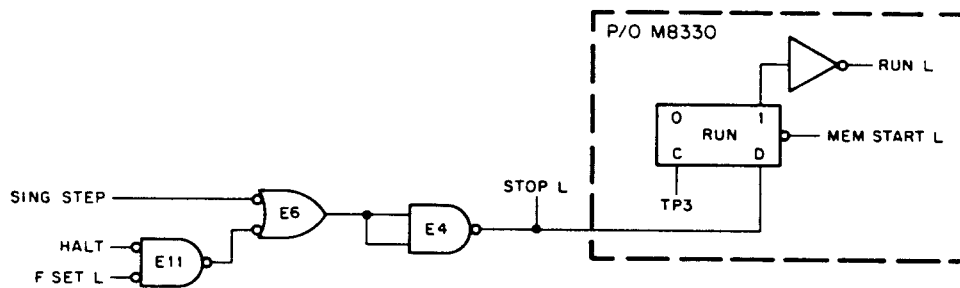 P/O M8330
RUN L
0 1
RUN
MEM START L
C D
TP3
STOP L
SING STEP
E6
E4
HALT
E11
F SET L